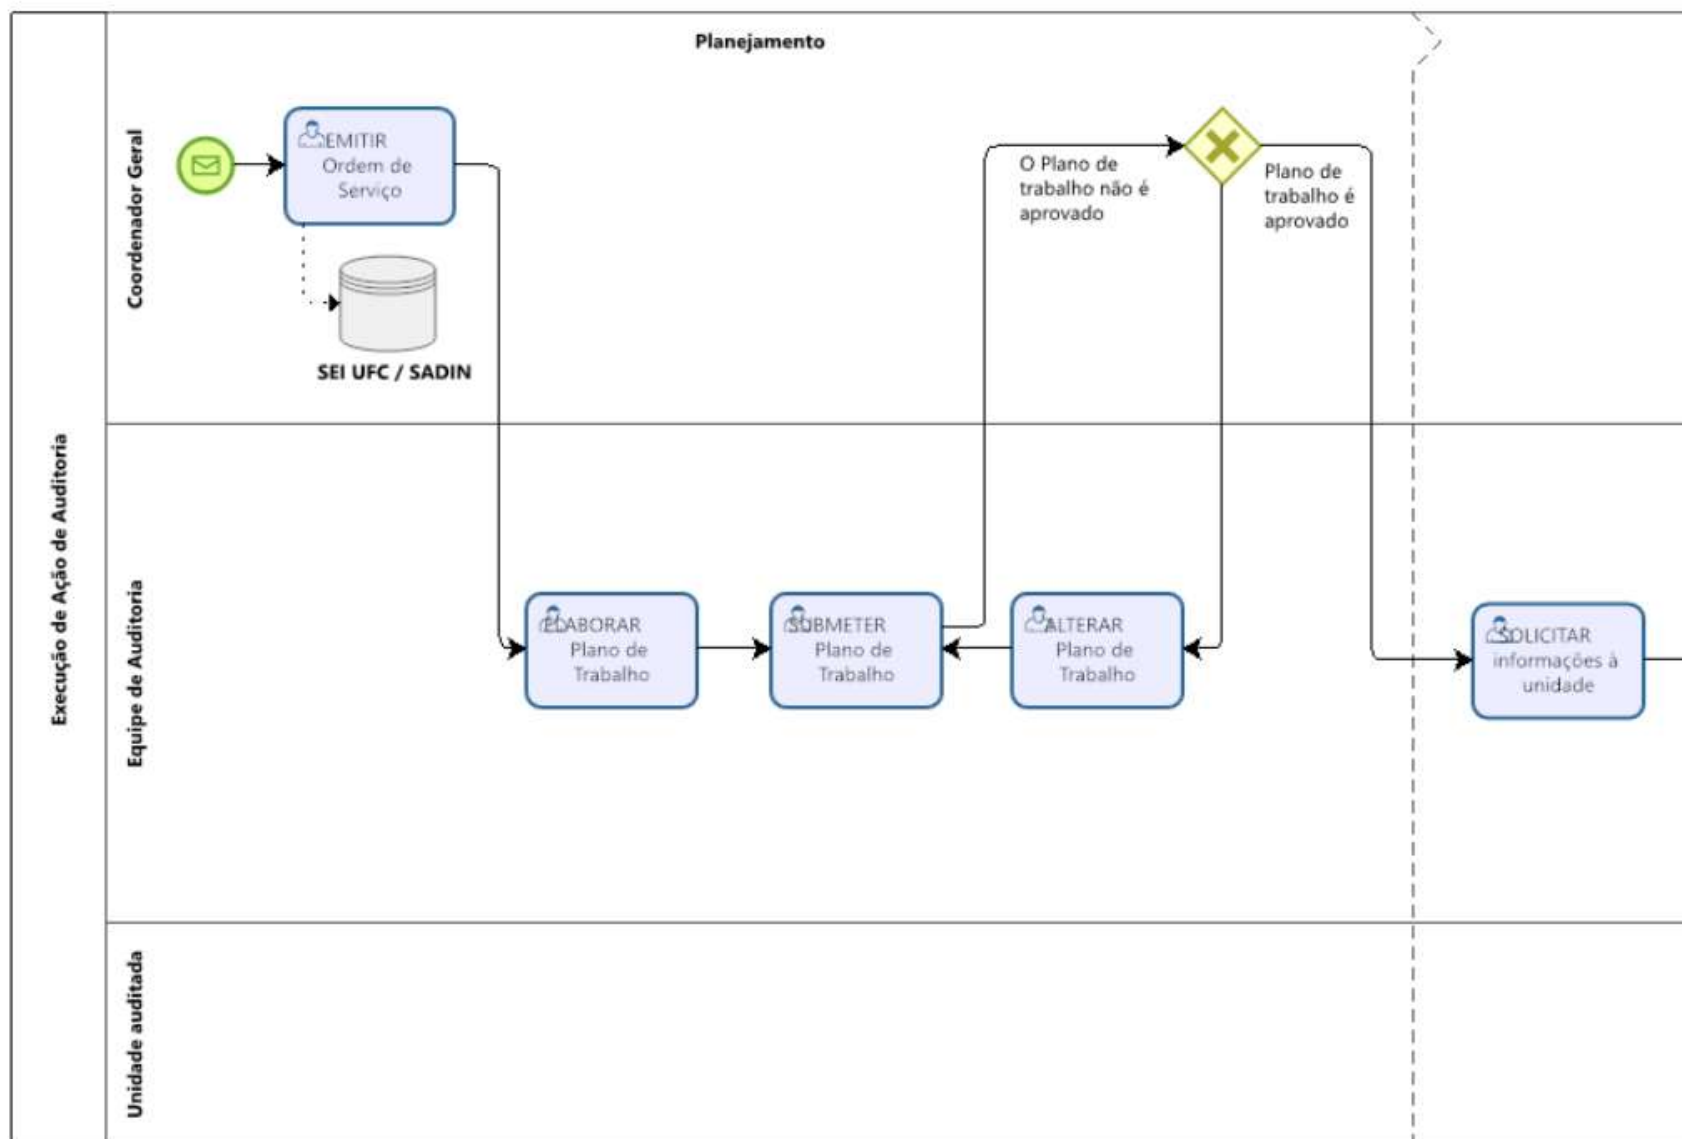 Planejamento
Execução de Ação de Auditoria
Coordenador Geral
EMITIR
Ordem de
Serviço
SEI UFC / SADIN
O Plano de
trabalho não é
aprovado
Plano de
trabalho é
aprovado
Equipe de Auditoria
ELABORAR
Plano de
Trabalho
SUBMETER
Plano de
Trabalho
ALTERAR
Plano de
Trabalho
SOLICITAR
informações à
unidade
Unidade auditada